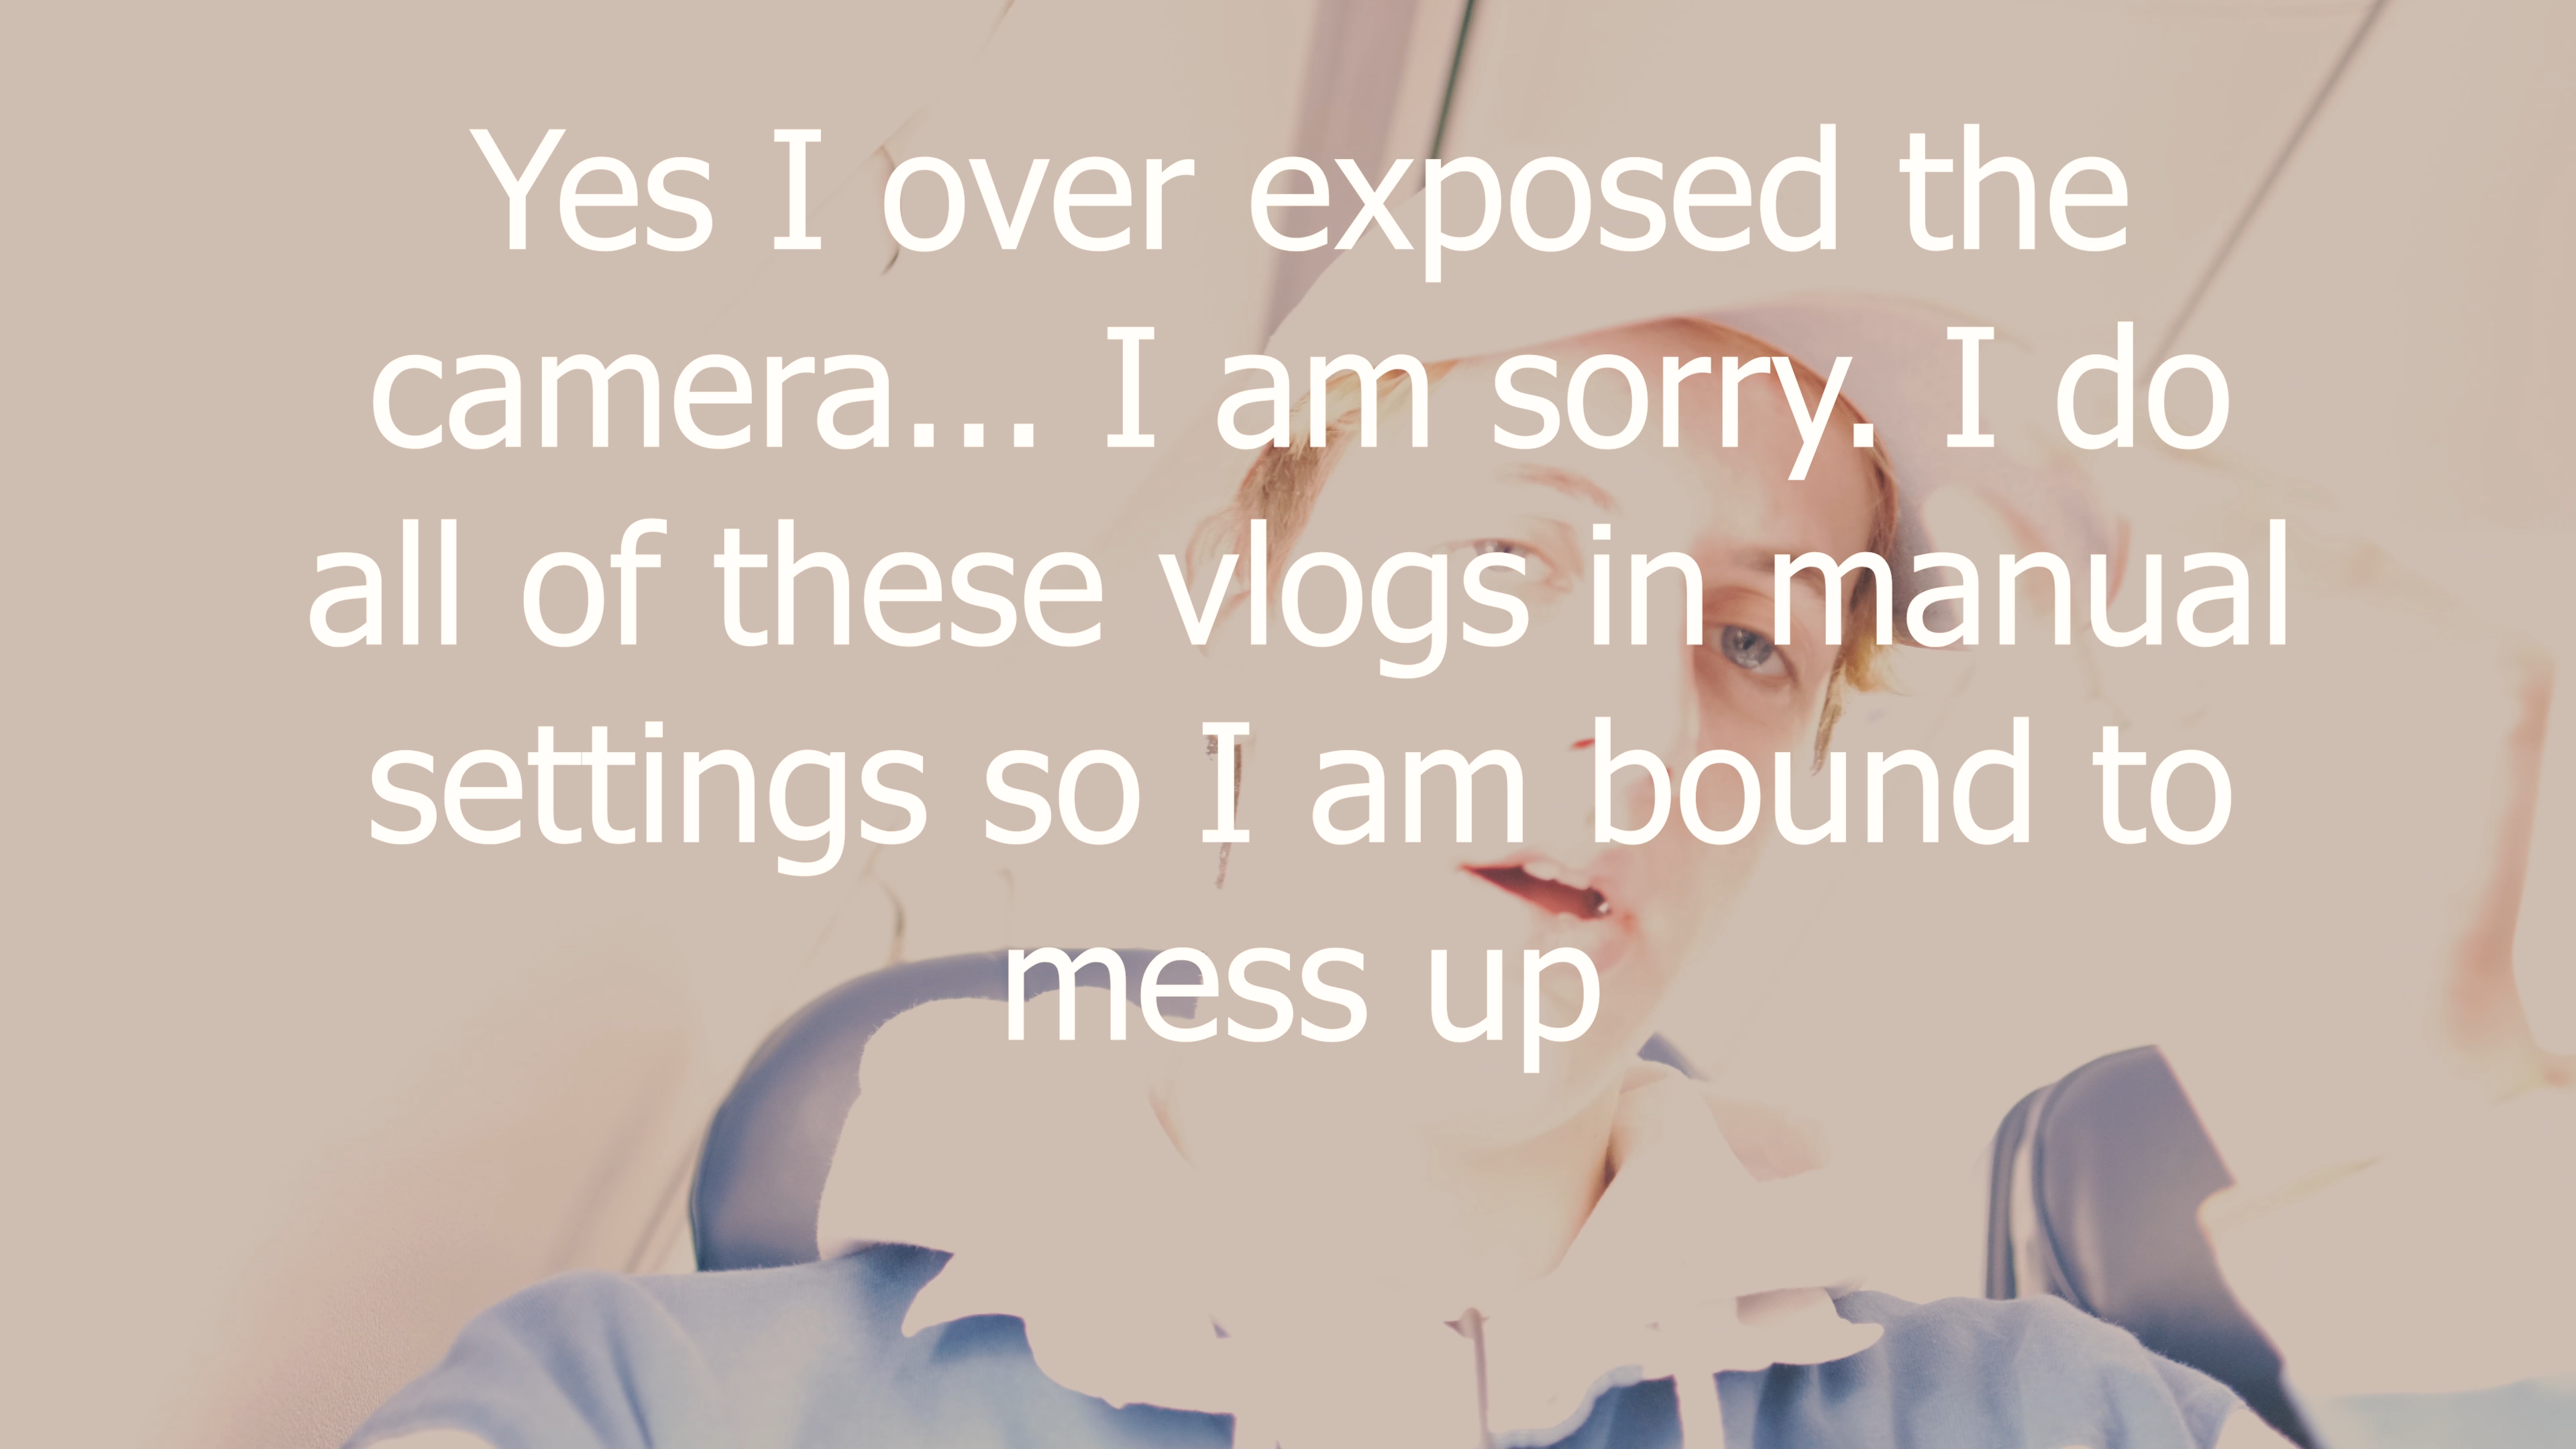 Yes I over exposed the
camera... I am sorry. I do
all of these vlogs in manual
settings so I am bound to
mess up